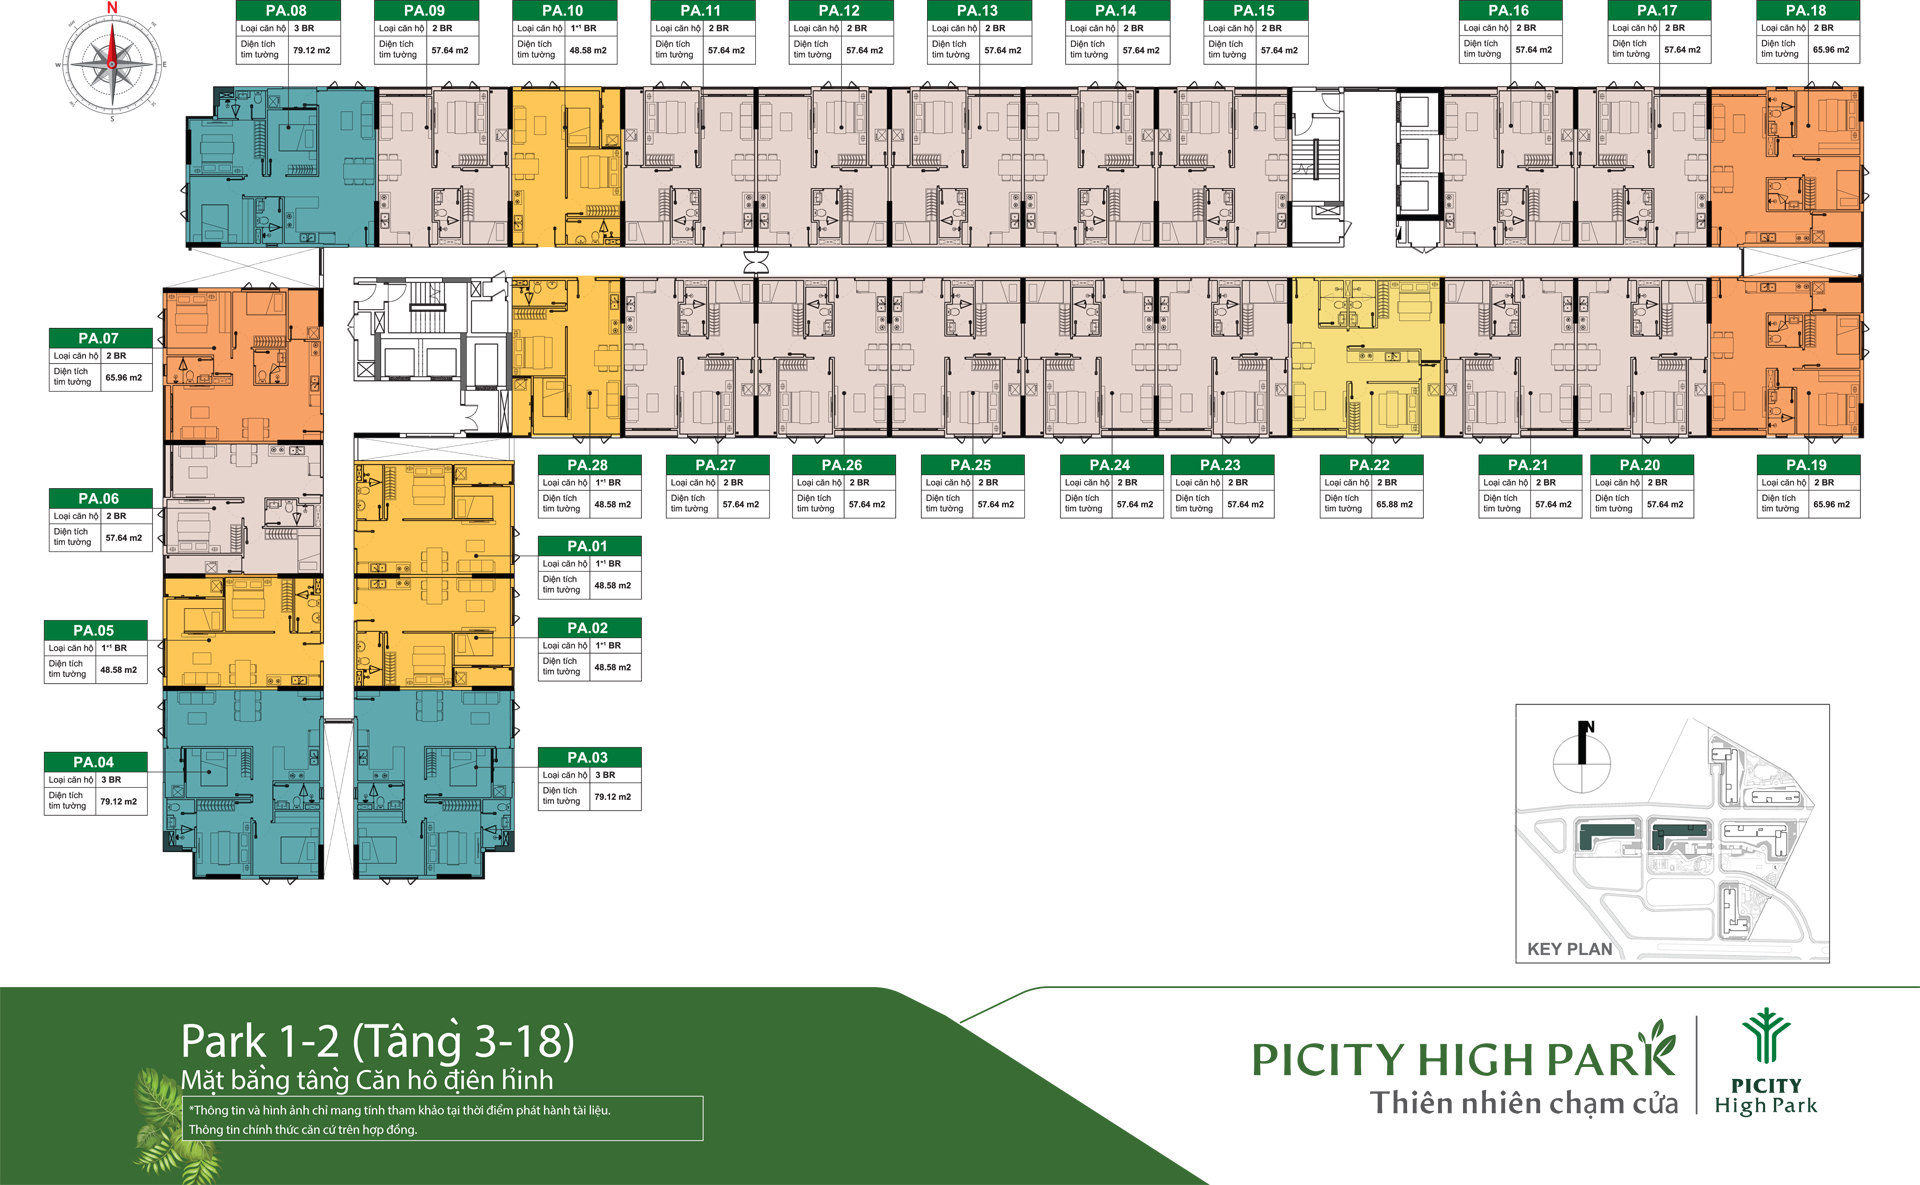 N
W
E
S
PA.08
Loại căn hộ 3 BR
Diện tích
tim tường 79.12 m2
PA.09
Loại căn hộ 2 BR
Diện tích
tim tường 57.64 m2
PA.10
Loại căn hộ 1+1 BR
Diện tích
tim tường 48.58 m2
PA.11
Loại căn hộ 2 BR
Diện tích
tim tường 57.64 m2
PA.12
Loại căn hộ 2 BR
Diện tích
tim tường 57.64 m2
PA.13
Loại căn hộ 2 BR
Diện tích
tim tường 57.64 m2
PA.14
Loại căn hộ 2 BR
Diện tích
tim tường 57.64 m2
PA.15
Loại căn hộ 2 BR
Diện tích
tim tường 57.64 m2
PA.16
Loại căn hộ 2 BR
Diện tích
tim tường 57.64 m2
PA.17
Loại căn hộ 2 BR
Diện tích
tim tường 57.64 m2
PA.18
Loại căn hộ 2 BR
Diện tích
tim tường 65.96 m2
PA.07
Loại căn hộ 2 BR
Diện tích
tim tường 65.96 m2
PA.06
Loại căn hộ 2 BR
Diện tích
tim tường 57.64 m2
PA.05
Loại căn hộ 1+1 BR
Diện tích
tim tường 48.58 m2
PA.04
Loại căn hộ 3 BR
Diện tích
tim tường 79.12 m2
PA.28
Loại căn hộ 1+1 BR
Diện tích
tim tường 48.58 m2
PA.27
Loại căn hộ 2 BR
Diện tích
tim tường 57.64 m2
PA.26
Loại căn hộ 2 BR
Diện tích
tim tường 57.64 m2
PA.25
Loại căn hộ 2 BR
Diện tích
tim tường 57.64 m2
PA.24
Loại căn hộ 2 BR
Diện tích
tim tường 57.64 m2
PA.23
Loại căn hộ 2 BR
Diện tích
tim tường 57.64 m2
PA.22
Loại căn hộ 2 BR
Diện tích
tim tường 65.88 m2
PA.21
Loại căn hộ 2 BR
Diện tích
tim tường 57.64 m2
PA.20
Loại căn hộ 2 BR
Diện tích
tim tường 57.64 m2
PA.19
Loại căn hộ 2 BR
Diện tích
tim tường 65.96 m2
PA.01
Loại căn hộ 1+1 BR
Diện tích
tim tường 48.58 m2
PA.02
Loại căn hộ 1+1 BR
Diện tích
tim tường 48.58 m2
PA.03
Loại căn hộ 3 BR
Diện tích
tim tường 79.12 m2
N
KEY PLAN
Park 1-2 (Tầng 3-18)
Mặt bằng tầng Căn hộ điển hình
*Thông tin và hình ảnh chỉ mang tính tham khảo tại thời điểm phát hành tài liệu.
Thông tin chính thức căn cứ trên hợp đồng.
PICITY HIGH PARK
Thiên nhiên chạm cửa
PICITY
High Park